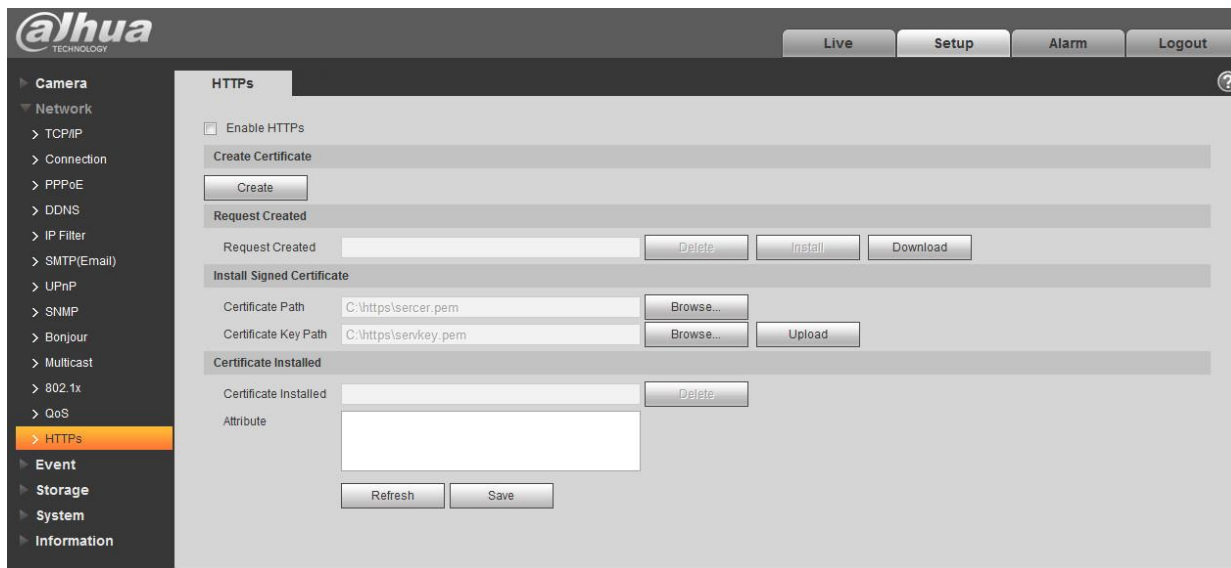 alhua
TECHNOLOGY
Live Setup Alarm Logout
Camera
Network
TCP/IP
Connection
PPPoE
DDNS
IP Filter
SMTP(Email)
UPnP
SNMP
Bonjour
Multicast
802.1x
QoS
HTTPs
Event
Storage
System
Information
HTTPs
?
Enable HTTPs
Create Certificate
Create
Request Created
Request Created Delete Install Download
Install Signed Certificate
Certificate Path C:\https\sercer.pem Browse...
Certificate Key Path C:\https\servkey.pem Browse... Upload
Certificate Installed
Certificate Installed Delete
Attribute
Refresh Save